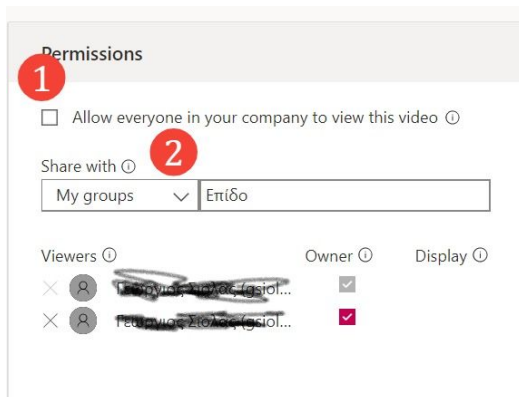 Permissions
1
Allow everyone in your company to view this video
2
Share with
My groups Επίδο
Viewers Owner Display